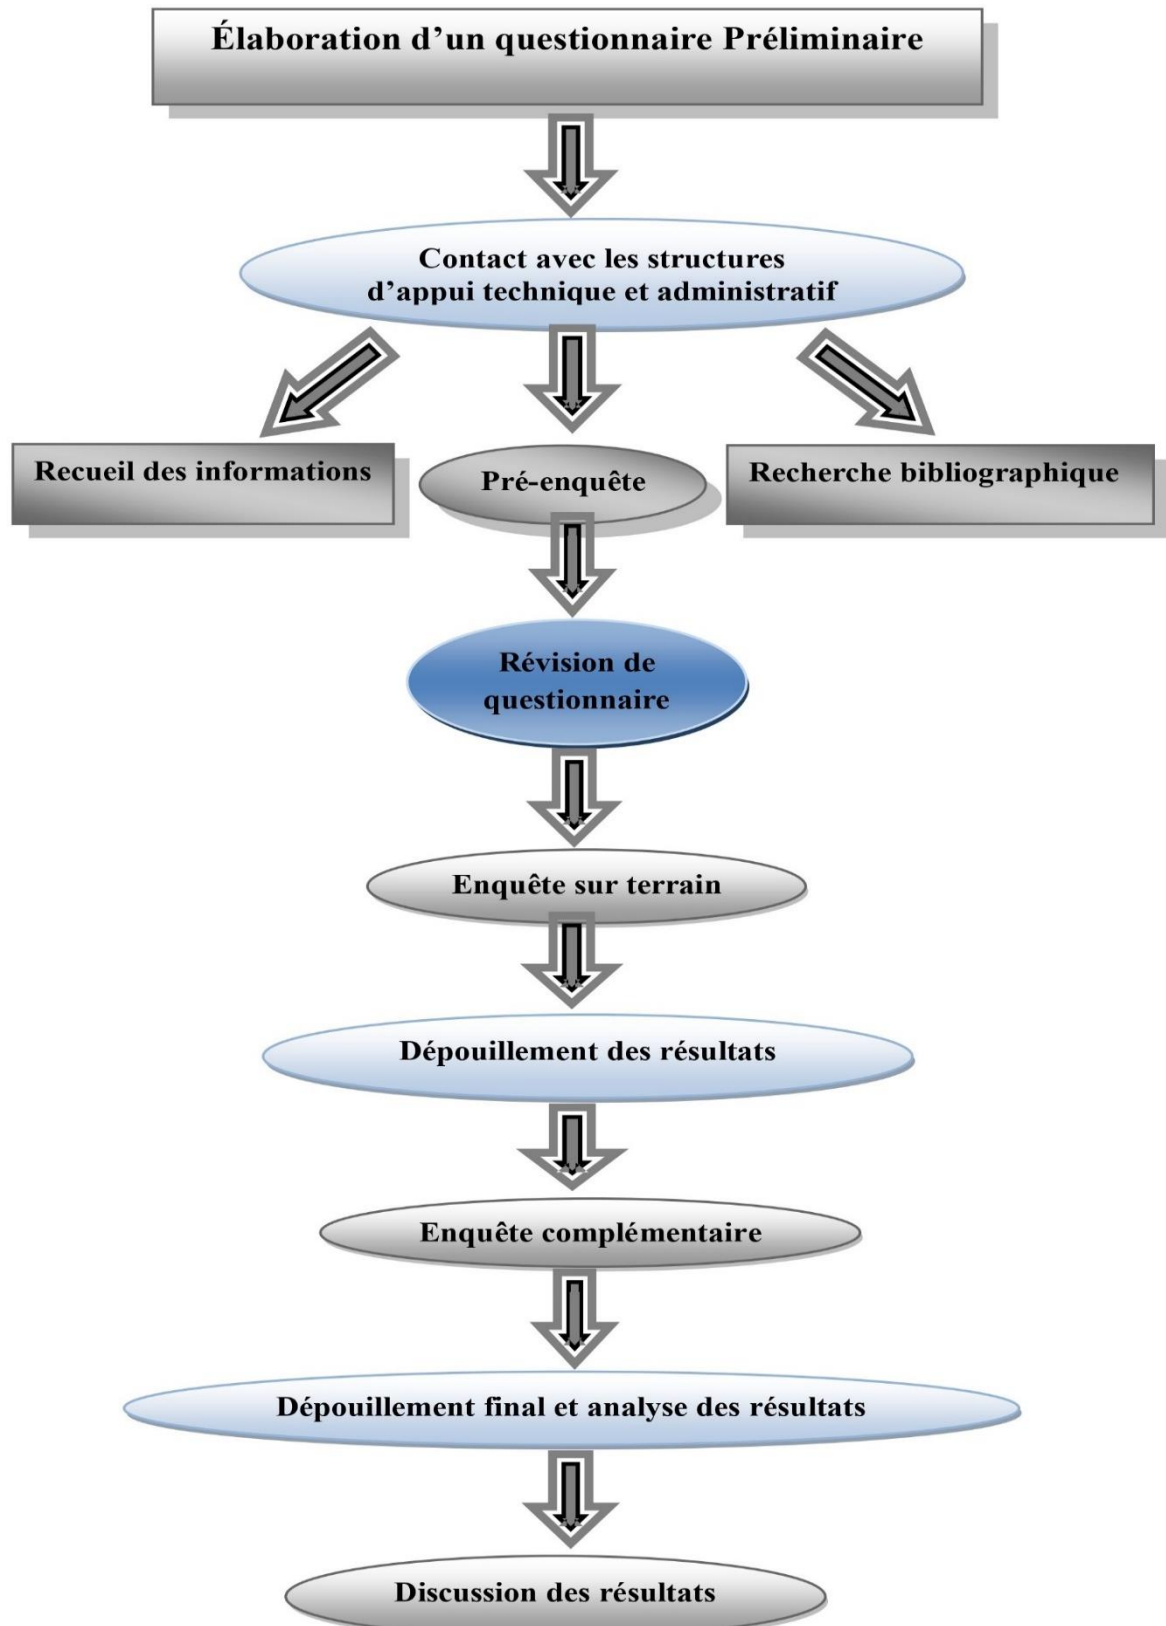 Élaboration d’un questionnaire Préliminaire
Contact avec les structures
d’appui technique et administratif
Recueil des informations
Pré-enquête
Recherche bibliographique
Révision de
questionnaire
Enquête sur terrain
Dépouillement des résultats
Enquête complémentaire
Dépouillement final et analyse des résultats
Discussion des résultats